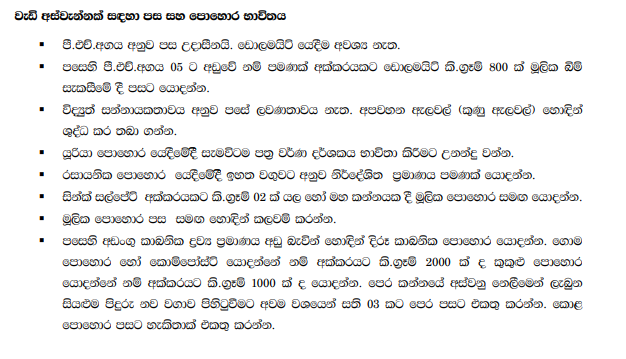 වැඩි අස්වැන්නක් සඳහා පස සහ පොහොර භාවිතය
▪ පී.එච්.අගය අනුව පස උදාසීනයි. ඩොලමයිට් යෙදීම අවශ්‍ය නැත.
▪ පසෙහි පී.එච්.අගය 05 ට අඩුවේ නම් පමණක් අක්කරයකට ඩොලමයිට් කි.ග්‍රෑම් 800 ක් මූලික බිම්
සැකසීමේ දී පසට යොදන්න.
▪ විද්‍යුත් සන්නායකතාවය අනුව පසේ ලවණතාවය නැත. අපවහන ඇලවල් (කුණු ඇලවල්) හොඳින්
ශුද්ධ කර තබා ගන්න.
▪ යූරියා පොහොර යෙදීමේදී සැමවිටම පත්‍ර වර්ණ දර්ශකය භාවිතා කිරීමට උනන්දු වන්න.
▪ රසායනික පොහොර යෙදීමේදී ඉහත වගුවට අනුව නිර්දේශිත ප්‍රමාණය පමණක් යොදන්න.
▪ සින්ක් සල්පේට් අක්කරයකට කි.ග්‍රෑම් 02 ක් යල හෝ මහ කන්නයක දී මූලික පොහොර සමඟ යොදන්න.
▪ මූලික පොහොර පස සමඟ හොඳින් කලවම් කරන්න.
▪ පසෙහි අඩංගු කාබනික ද්‍රව්‍ය ප්‍රමාණය අඩු බැවින් හොඳින් දිරූ කාබනික පොහොර යොදන්න. ගොම
පොහොර හෝ කොම්පෝස්ට් යොදන්නේ නම් අක්කරයට කි.ග්‍රෑම් 2000 ක් ද කුකුළු පොහොර
යොදන්නේ නම් අක්කරයට කි.ග්‍රෑම් 1000 ක් ද යොදන්න. පෙර කන්නයේ අස්වනු නෙලීමෙන් ලැබුන
සියළුම පිදුරු නව වගාව පිහිටුවීමට අවම වශයෙන් සති 03 කට පෙර පසට එකතු කරන්න. කොළ
පොහොර පසට හැකිතාක් එකතු කරන්න.